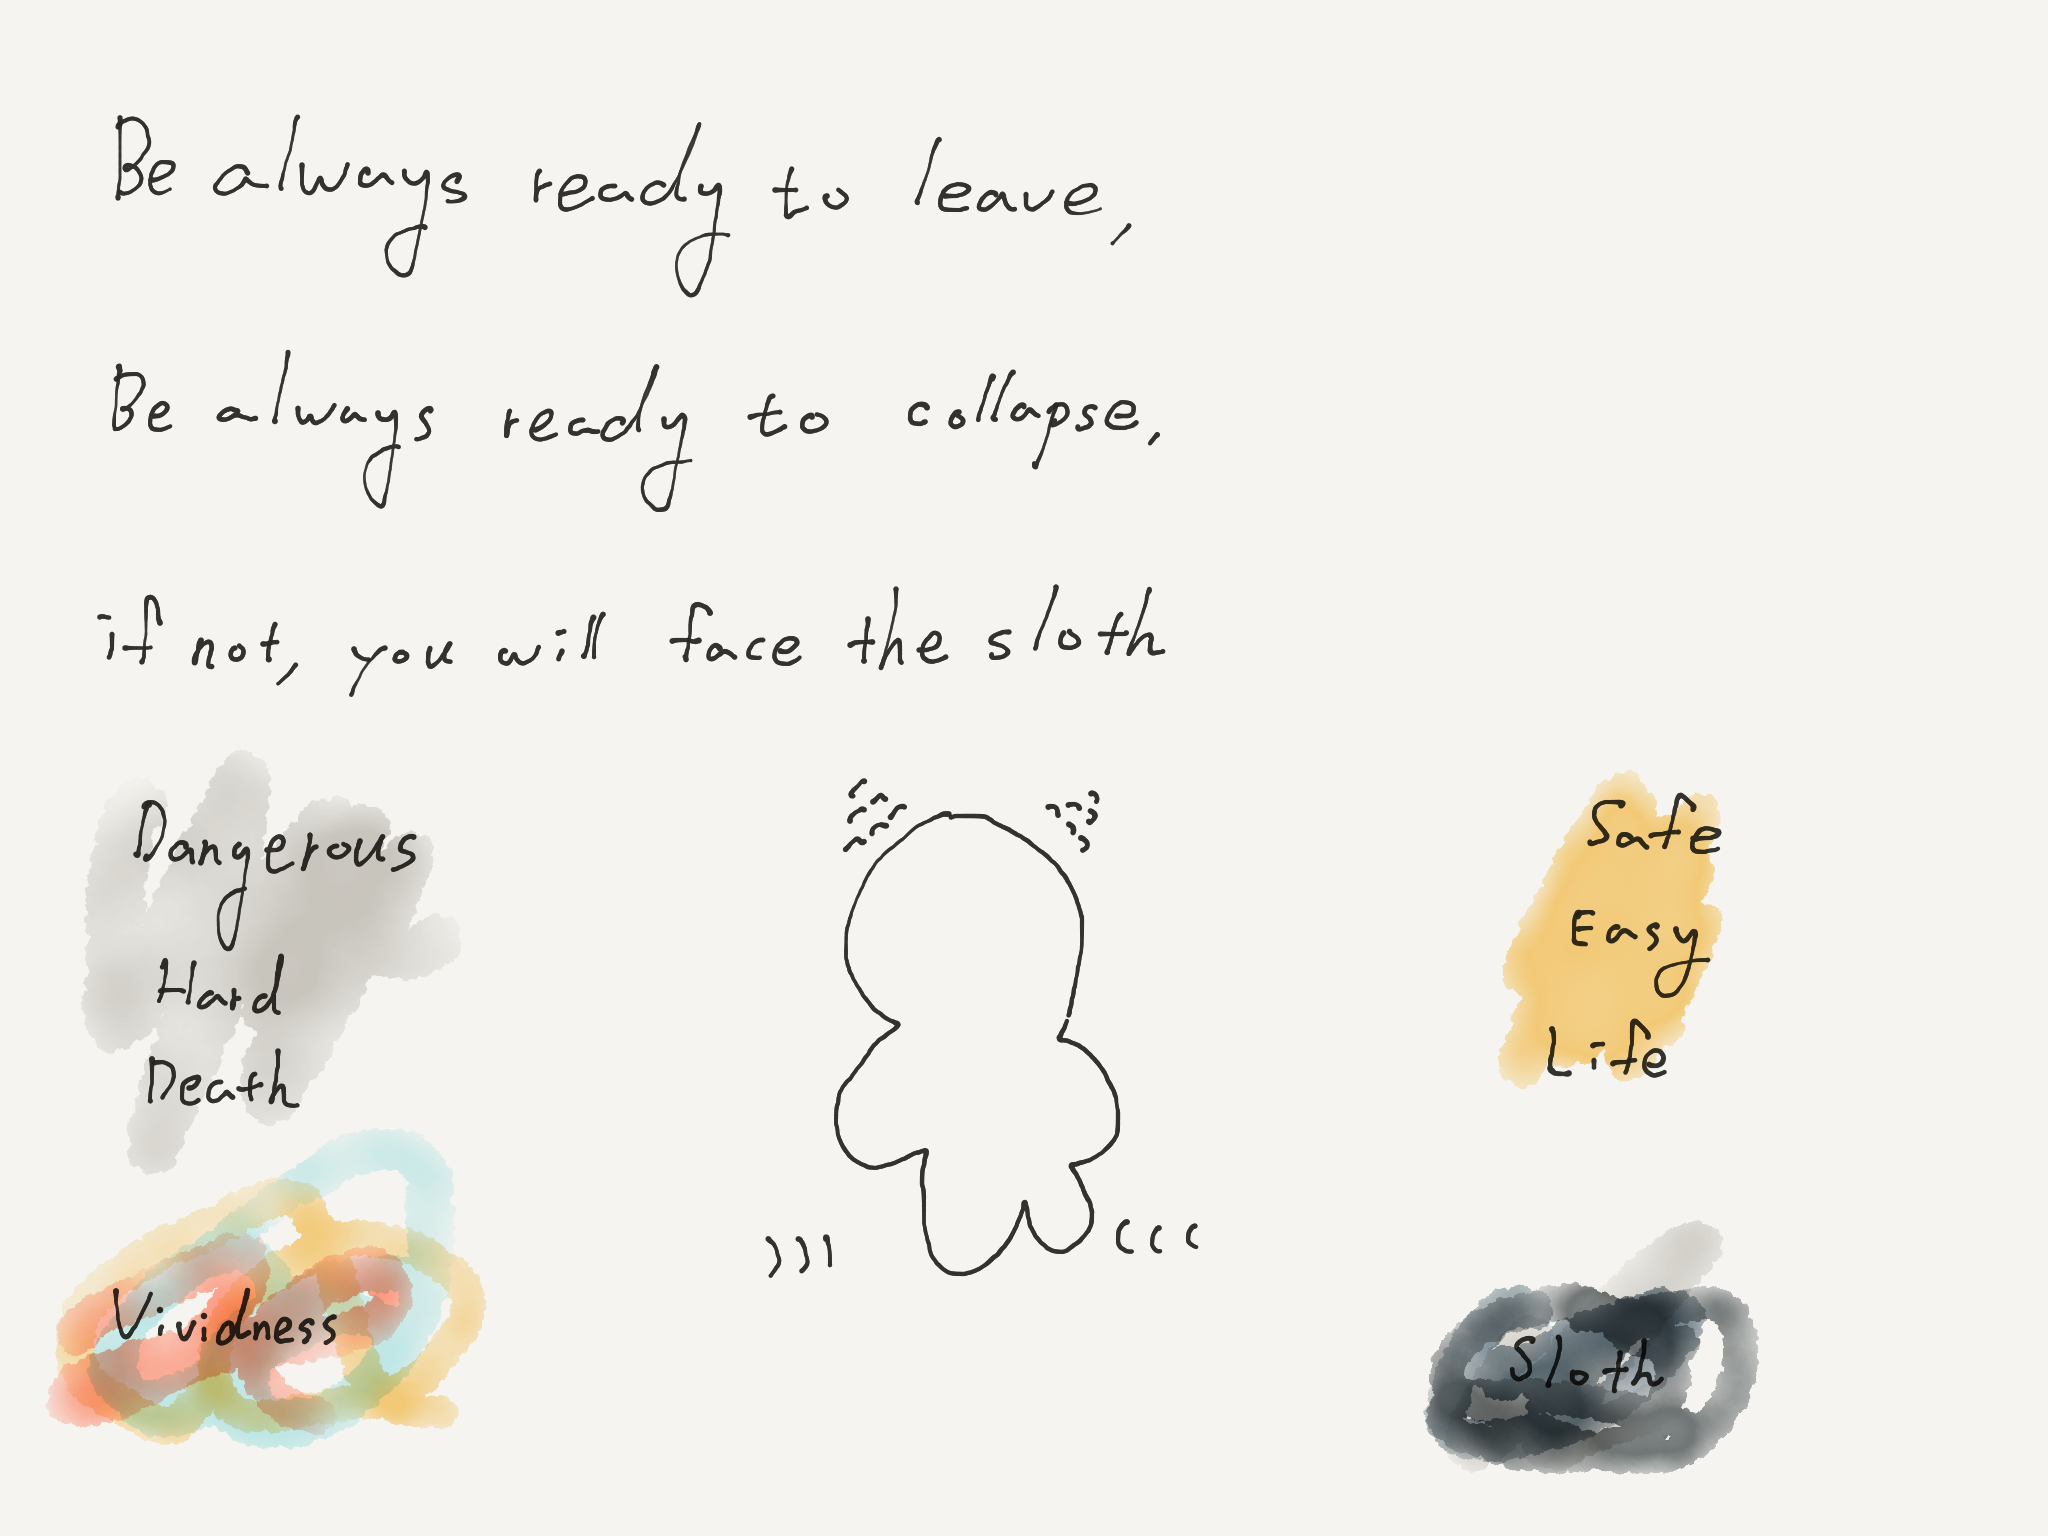 Be always ready to leave,
Be always ready to collapse,
if not, you will face the sloth
Dangerous
Hard
Death
Vividness
Safe
Easy
Life
Sloth